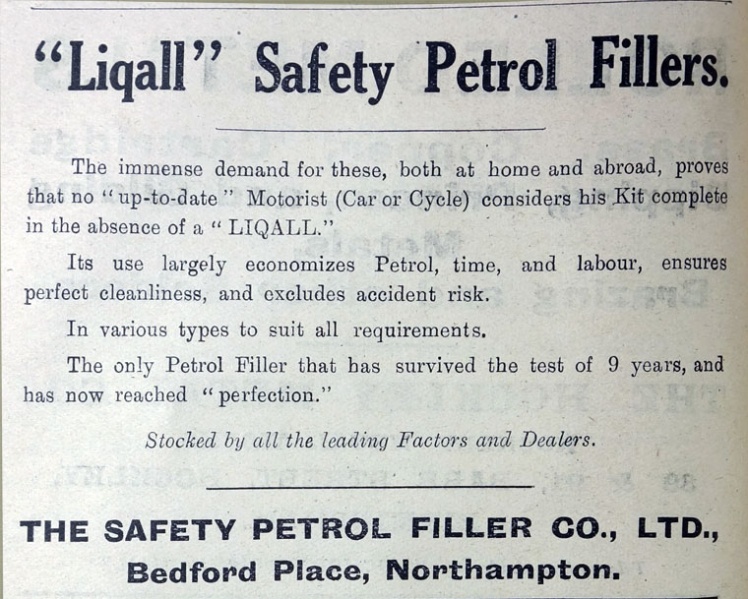 “Liqall” Safety Petrol Fillers.
The immense demand for these, both at home and abroad, proves
that no “up-to-date” Motorist (Car or Cycle) considers his Kit complete
in the absence of a “LIQALL.”
Its use largely economizes Petrol, time, and labour, ensures
perfect cleanliness, and excludes accident risk.
In various types to suit all requirements.
The only Petrol Filler that has survived the test of 9 years, and
has now reached “perfection.”
Stocked by all the leading Factors and Dealers.
THE SAFETY PETROL FILLER CO., LTD.,
Bedford Place, Northampton.